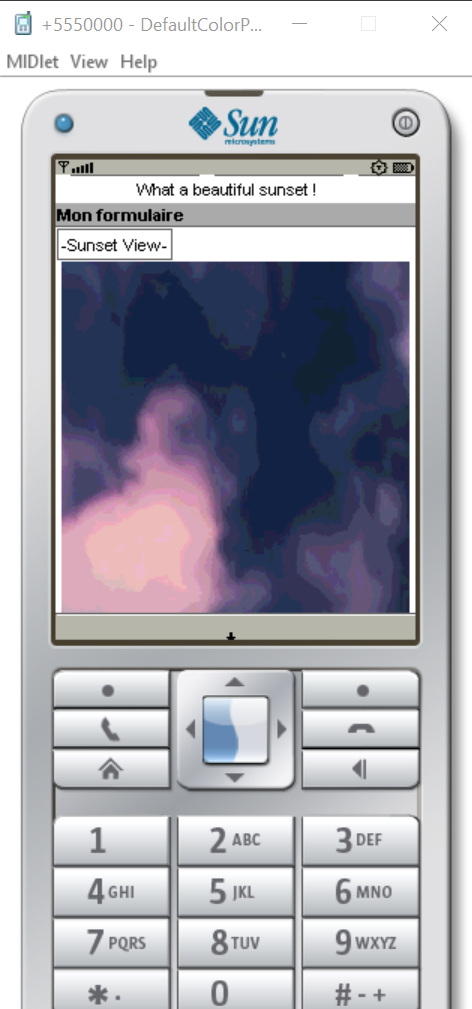 +5550000 - DefaultColorP...
MIDlet View Help
Sun
microsystems
What a beautiful sunset !
Mon formulaire
-Sunset View-
1 2 ABC 3 DEF
4 GHI 5 JKL 6 MNO
7 PQRS 8 TUV 9 WXYZ
* . 0 # - +